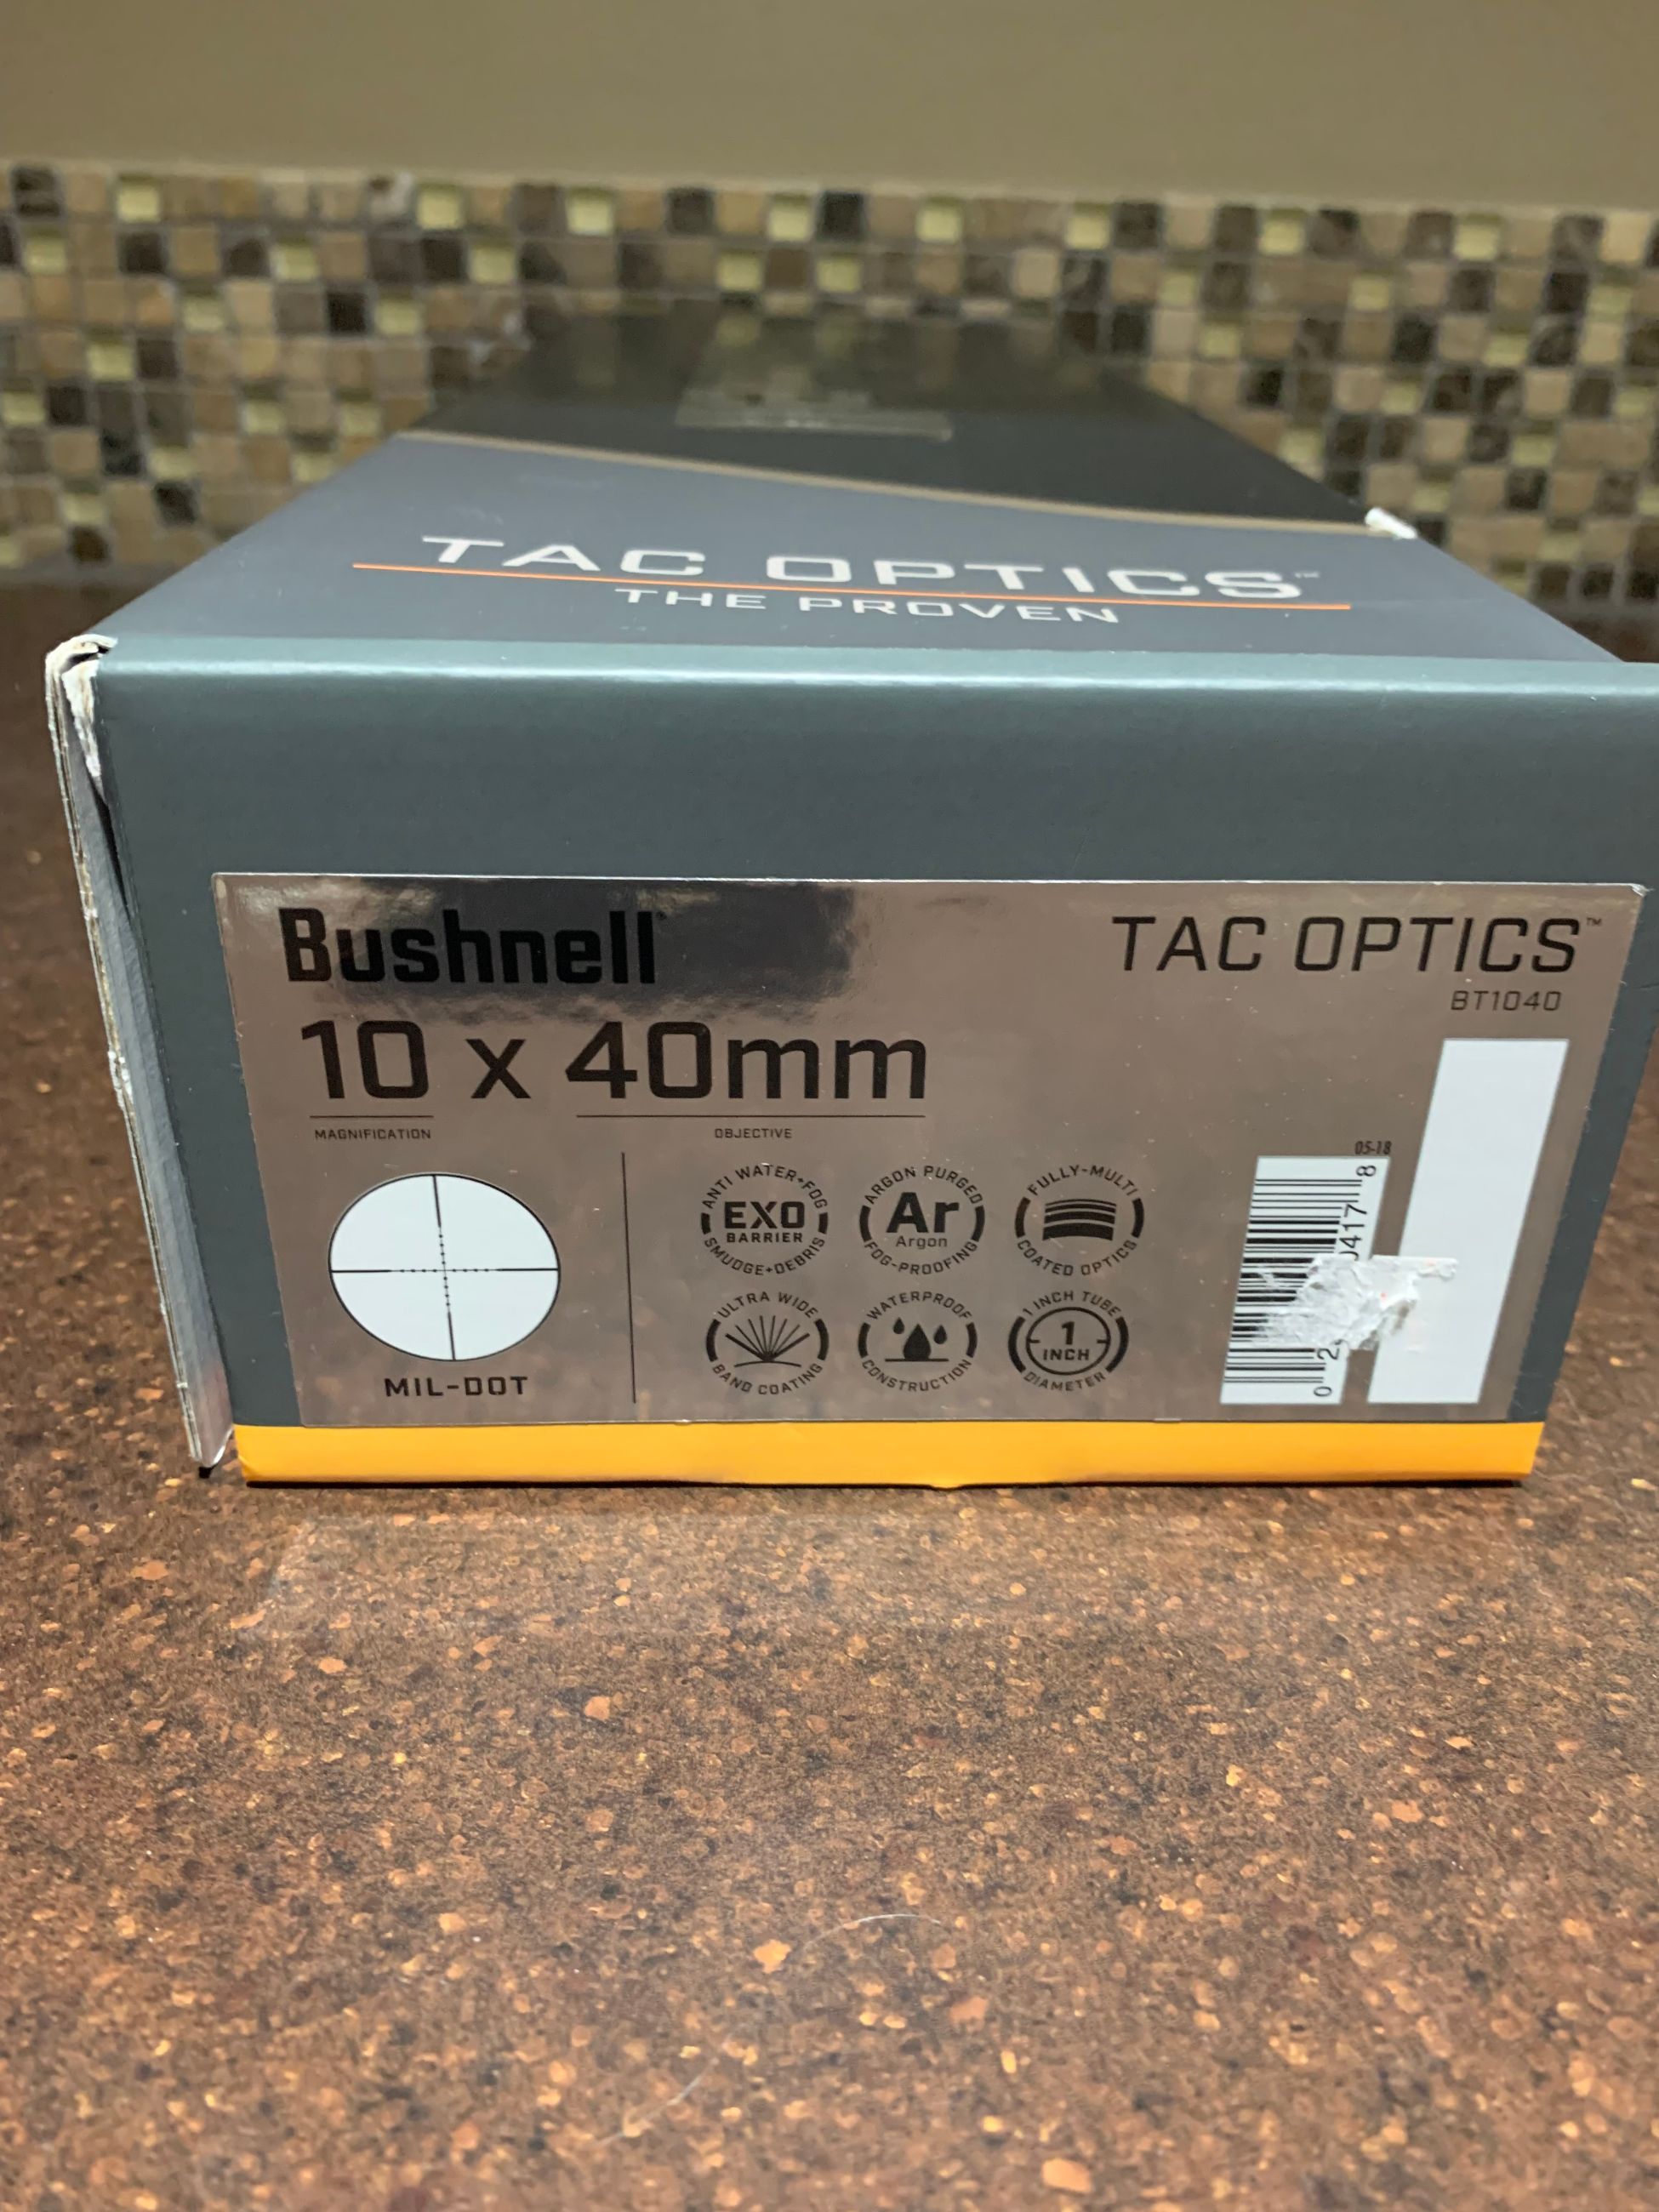 TAC OPTICS™
THE PROVEN
Bushnell
TAC OPTICS™
BT1040
10 x 40mm
MAGNIFICATION
OBJECTIVE
MIL-DOT
ANTI WATER+FOG
EXO
BARRIER
SMUDGE+DEBRIS
ARGON PURGED
Ar
Argon
FOG-PROOFING
FULLY-MULTI
COATED OPTICS
ULTRA WIDE
BAND COATING
WATERPROOF
CONSTRUCTION
1 INCH TUBE
1
INCH
DIAMETER
05-18